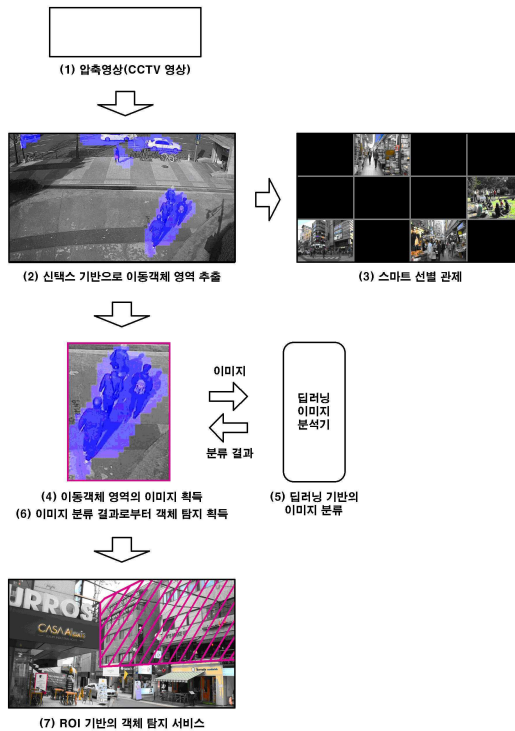 (1) 압축영상(CCTV 영상)
(2) 신택스 기반으로 이동객체 영역 추출
(3) 스마트 선별 관제
이미지
분류 결과
딥러닝
이미지
분석기
(4) 이동객체 영역의 이미지 획득
(6) 이미지 분류 결과로부터 객체 탐지 획득
(5) 딥러닝 기반의
이미지 분류
URROS
CASA
(7) ROI 기반의 객체 탐지 서비스